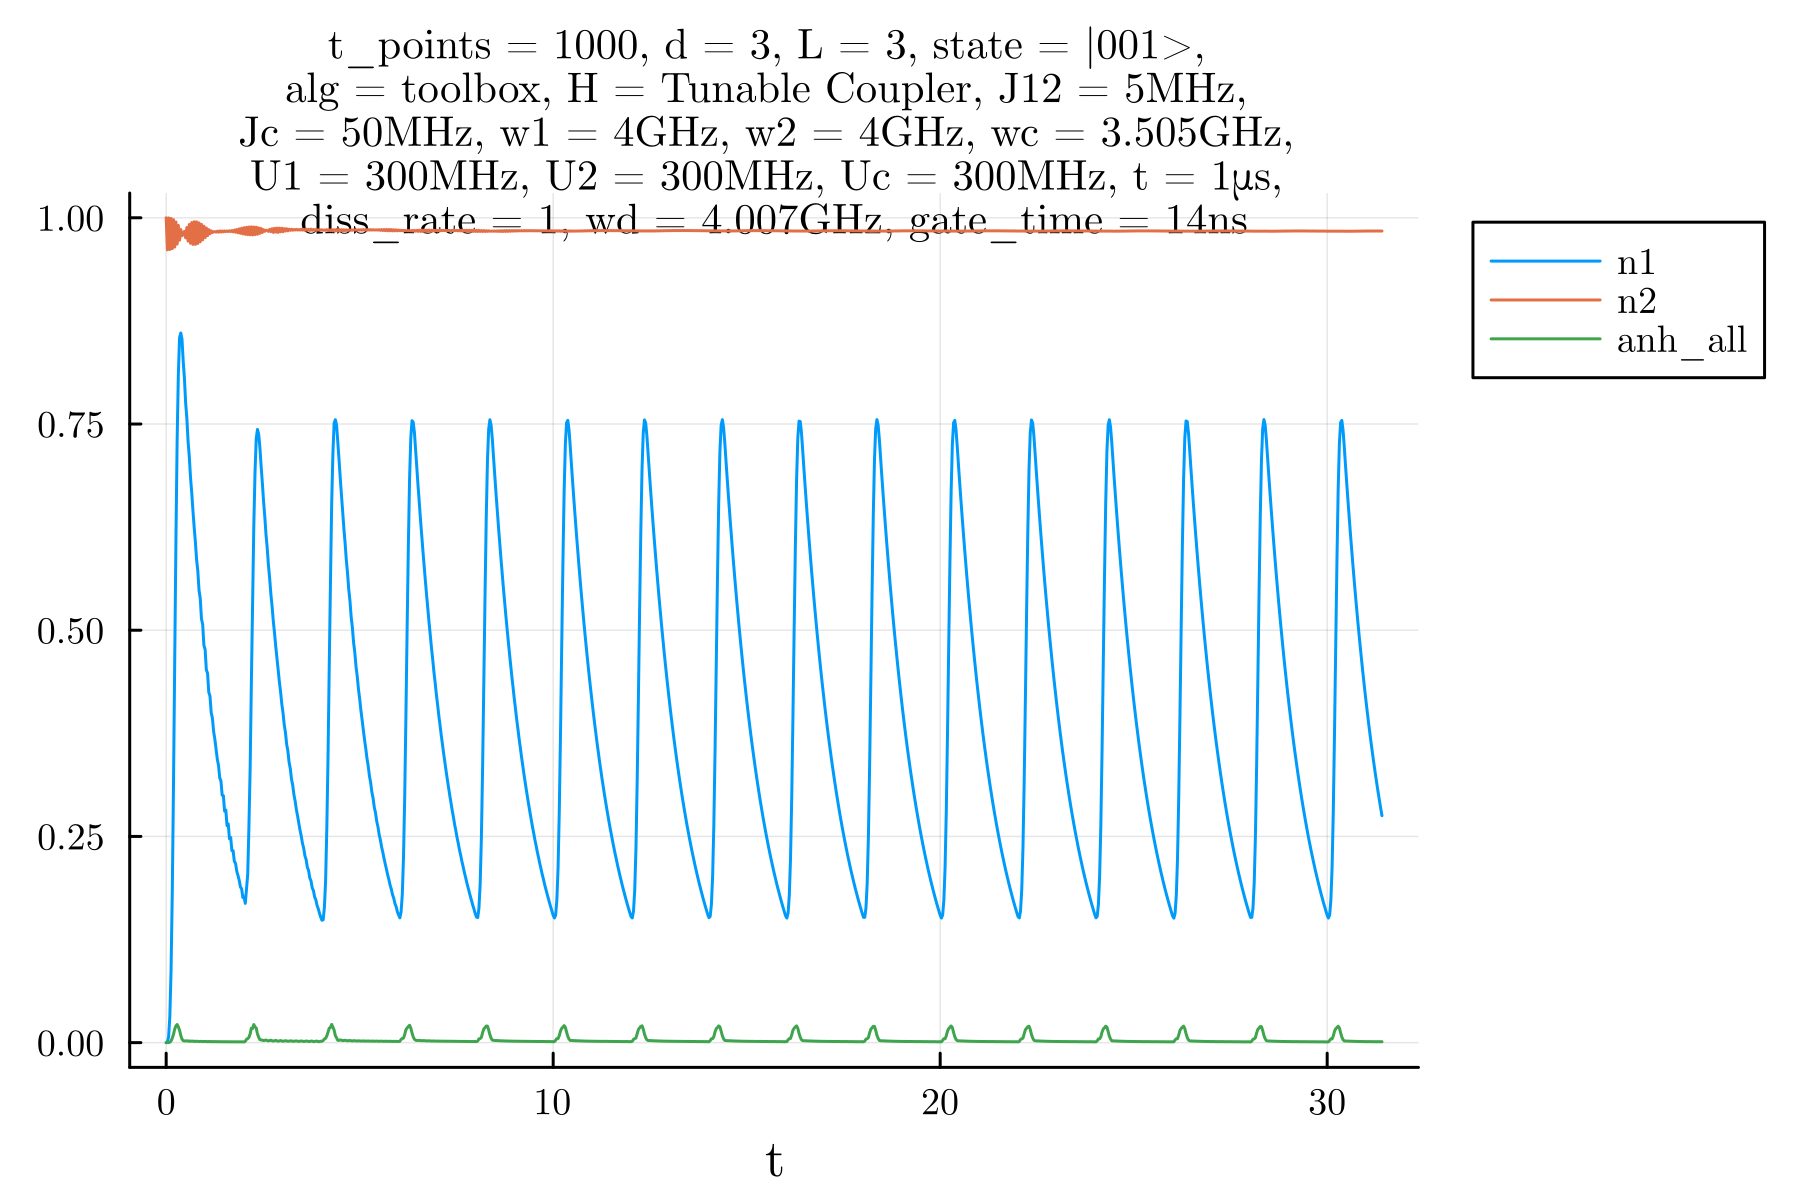 t_points = 1000, d = 3, L = 3, state = |001>,
alg = toolbox, H = Tunable Coupler, J12 = 5MHz,
Jc = 50MHz, w1 = 4GHz, w2 = 4GHz, wc = 3.505GHz,
U1 = 300MHz, U2 = 300MHz, Uc = 300MHz, t = 1μs,
diss_rate = 1, wd = 4.007GHz, gate_time = 14ns
1.00
0.75
0.50
0.25
0.00
0 10 20 30
t
n1
n2
anh_all